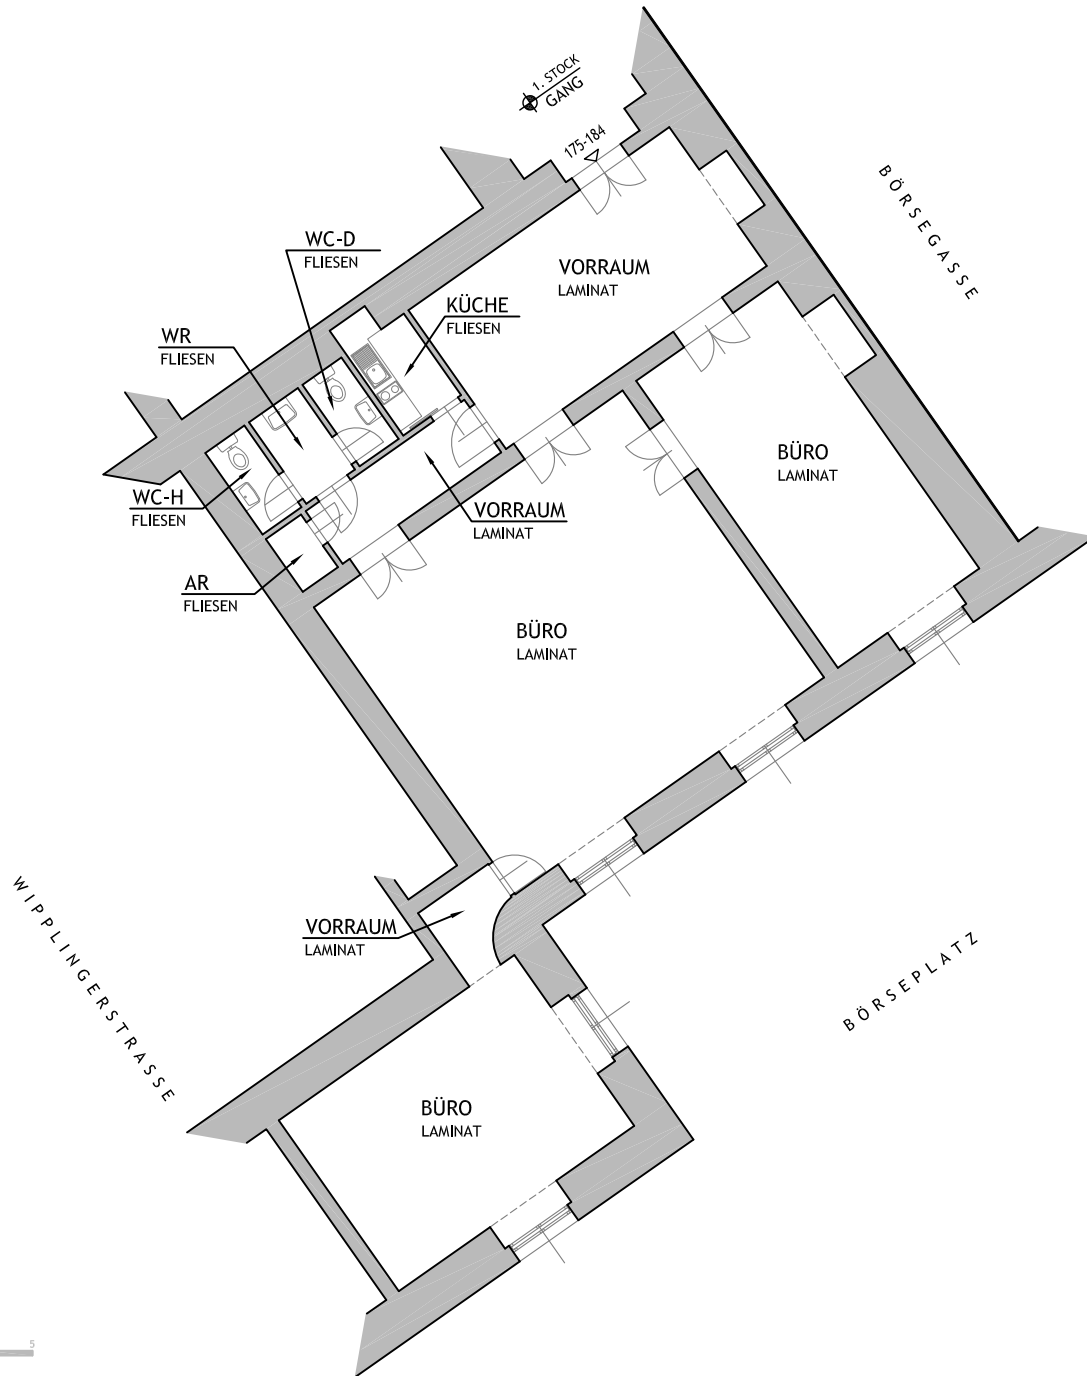 1. STOCK
GANG
175-184
BÖRSEGASSE
WC-D
FLIESEN
VORRAUM
LAMINAT
KÜCHE
FLIESEN
WR
FLIESEN
BÜRO
LAMINAT
WC-H
FLIESEN
VORRAUM
LAMINAT
AR
FLIESEN
BÜRO
LAMINAT
WIPPLINGERSTRASSE
VORRAUM
LAMINAT
BÖRSEPLATZ
BÜRO
LAMINAT
5